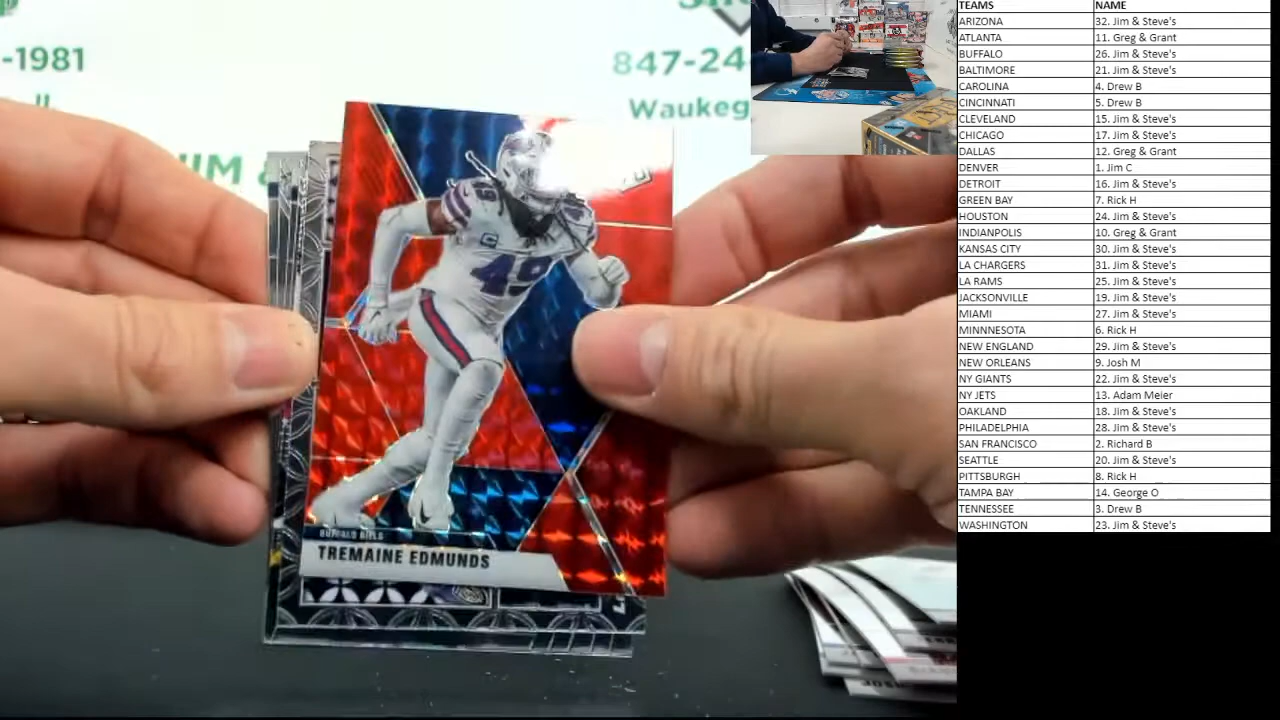 -1981
847-24
Waukeg
JIM &
49
49
BUFFALO BILLS
TREMAINE EDMUNDS
TEAMS NAME
ARIZONA 32. Jim & Steve's
ATLANTA 11. Greg & Grant
BUFFALO 26. Jim & Steve's
BALTIMORE 21. Jim & Steve's
CAROLINA 4. Drew B
CINCINNATI 5. Drew B
CLEVELAND 15. Jim & Steve's
CHICAGO 17. Jim & Steve's
DALLAS 12. Greg & Grant
DENVER 1. Jim C
DETROIT 16. Jim & Steve's
GREEN BAY 7. Rick H
HOUSTON 24. Jim & Steve's
INDIANPOLIS 10. Greg & Grant
KANSAS CITY 30. Jim & Steve's
LA CHARGERS 31. Jim & Steve's
LA RAMS 25. Jim & Steve's
JACKSONVILLE 19. Jim & Steve's
MIAMI 27. Jim & Steve's
MINNNESOTA 6. Rick H
NEW ENGLAND 29. Jim & Steve's
NEW ORLEANS 9. Josh M
NY GIANTS 22. Jim & Steve's
NY JETS 13. Adam Meier
OAKLAND 18. Jim & Steve's
PHILADELPHIA 28. Jim & Steve's
SAN FRANCISCO 2. Richard B
SEATTLE 20. Jim & Steve's
PITTSBURGH 8. Rick H
TAMPA BAY 14. George O
TENNESSEE 3. Drew B
WASHINGTON 23. Jim & Steve's